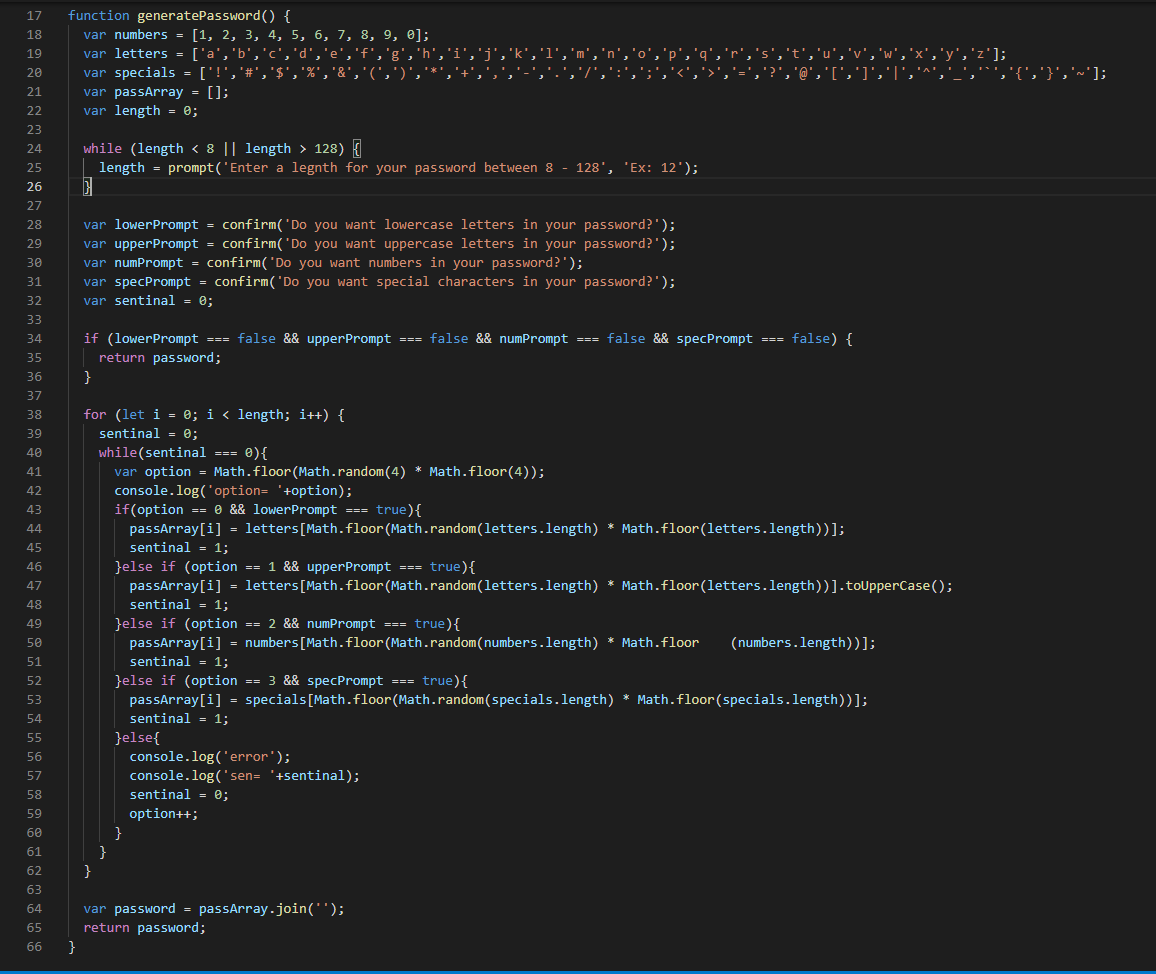 17 function generatePassword() {
18   var numbers = [1, 2, 3, 4, 5, 6, 7, 8, 9, 0];
19   var letters = ['a','b','c','d','e','f','g','h','i','j','k','l','m','n','o','p','q','r','s','t','u','v','w','x','y','z'];
20   var specials = ['!','#','$','%','&','(',')','*','+',',','-','.','/',':',';','<','>','=','?','@','[',']','|','^','_','`','{','}','~'];
21   var passArray = [];
22   var length = 0;
23
24   while (length < 8 || length > 128) {
25     length = prompt('Enter a legnth for your password between 8 - 128', 'Ex: 12');
26   }
27
28   var lowerPrompt = confirm('Do you want lowercase letters in your password?');
29   var upperPrompt = confirm('Do you want uppercase letters in your password?');
30   var numPrompt = confirm('Do you want numbers in your password?');
31   var specPrompt = confirm('Do you want special characters in your password?');
32   var sentinal = 0;
33
34   if (lowerPrompt === false && upperPrompt === false && numPrompt === false && specPrompt === false) {
35     return password;
36   }
37
38   for (let i = 0; i < length; i++) {
39     sentinal = 0;
40     while(sentinal === 0){
41       var option = Math.floor(Math.random(4) * Math.floor(4));
42       console.log('option= '+option);
43       if(option == 0 && lowerPrompt === true){
44         passArray[i] = letters[Math.floor(Math.random(letters.length) * Math.floor(letters.length))];
45         sentinal = 1;
46       }else if (option == 1 && upperPrompt === true){
47         passArray[i] = letters[Math.floor(Math.random(letters.length) * Math.floor(letters.length))].toUpperCase();
48         sentinal = 1;
49       }else if (option == 2 && numPrompt === true){
50         passArray[i] = numbers[Math.floor(Math.random(numbers.length) * Math.floor    (numbers.length))];
51         sentinal = 1;
52       }else if (option == 3 && specPrompt === true){
53         passArray[i] = specials[Math.floor(Math.random(specials.length) * Math.floor(specials.length))];
54         sentinal = 1;
55       }else{
56         console.log('error');
57         console.log('sen= '+sentinal);
58         sentinal = 0;
59         option++;
60       }
61     }
62   }
63
64   var password = passArray.join('');
65   return password;
66 }